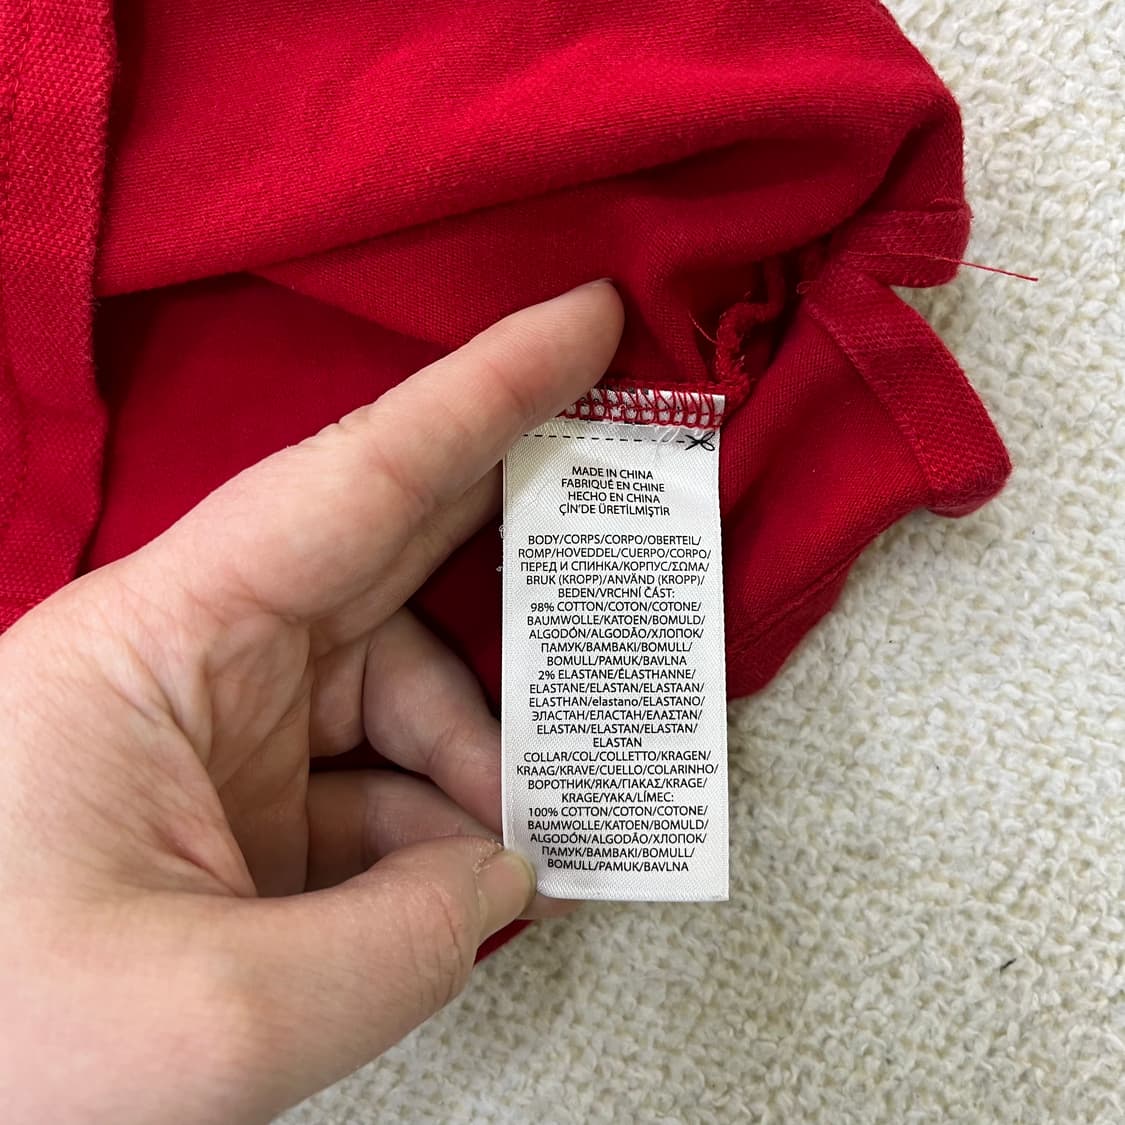 MADE IN CHINA
FABRIQUÉ EN CHINE
HECHO EN CHINA
ÇİN'DE ÜRETİLMİŞTİR
BODY/CORPS/CORPO/OBERTEIL/
ROMP/HOVEDDEL/CUERPO/CORPO/
ПЕРЕД И СПИНКА/КОРПУС/ΣΩΜΑ/
BRUK (KROPP)/ANVÄND (KROPP)/
BEDEN/VRCHNÍ ČÁST:
98% COTTON/COTON/COTONE/
BAUMWOLLE/KATOEN/BOMULD/
ALGODÓN/ALGODÃO/ХЛОПОК/
ПАМУК/ΒΑΜΒΑΚΙ/BOMULL/
BOMULL/PAMUK/BAVLNA
2% ELASTANE/ÉLASTHANNE/
ELASTANE/ELASTAN/ELASTAAN/
ELASTHAN/elastano/ELASTANO/
ЭЛАСТАН/ЕЛАСТАН/ΕΛΑΣΤΑΝ/
ELASTAN/ELASTAN/ELASTAN/
ELASTAN
COLLAR/COL/COLLETTO/KRAGEN/
KRAAG/KRAVE/CUELLO/COLARINHO/
ВОРОТНИК/ЯКА/ΓΙΑΚΑΣ/KRAGE/
KRAGE/YAKA/LÍMEC:
100% COTTON/COTON/COTONE/
BAUMWOLLE/KATOEN/BOMULD/
ALGODÓN/ALGODÃO/ХЛОПОК/
ПАМУК/ΒΑΜΒΑΚΙ/BOMULL/
BOMULL/PAMUK/BAVLNA